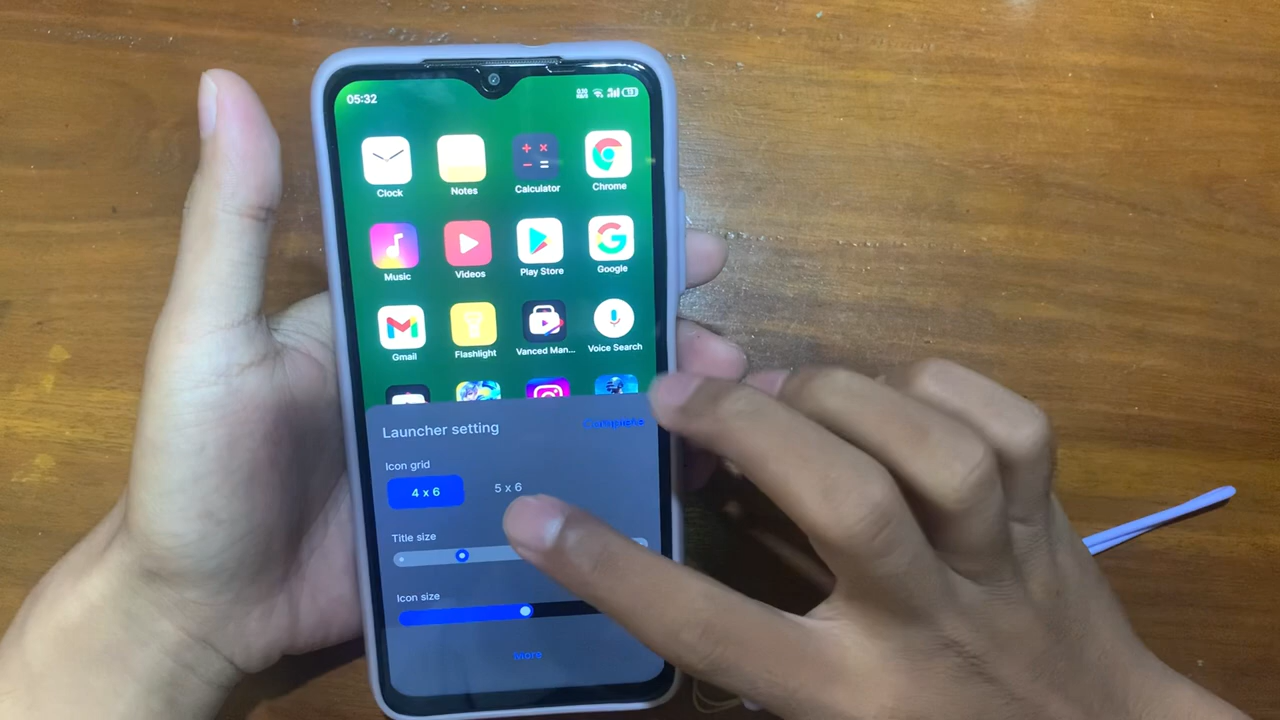 05:32
Clock Notes Calculator Chrome
Music Videos Play Store Google
Gmail Flashlight Vanced Man... Voice Search
Launcher setting Complete
Icon grid
4 x 6 5 x 6
Title size
Icon size
More